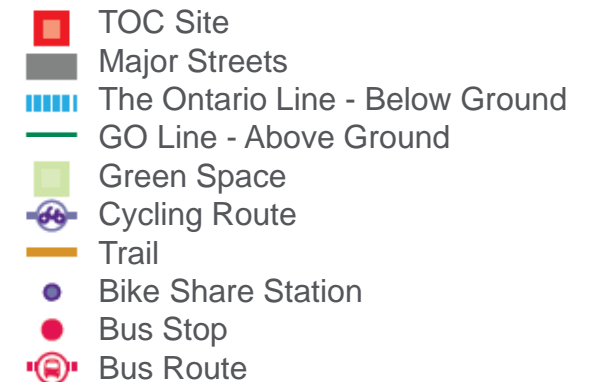 TOC Site
Major Streets
The Ontario Line - Below Ground
GO Line - Above Ground
Green Space
Cycling Route
Trail
Bike Share Station
Bus Stop
Bus Route